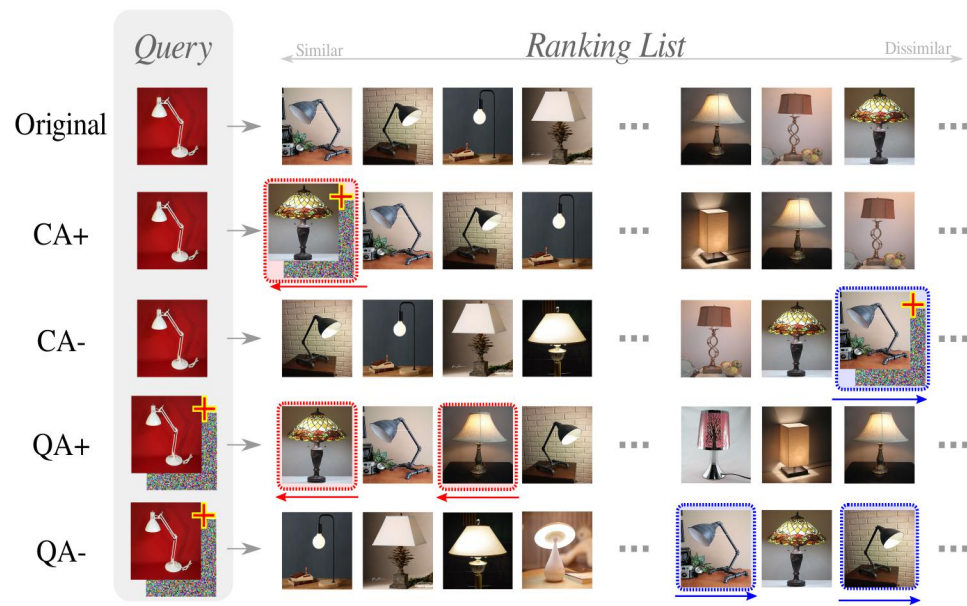 Query
Ranking List
Similar
Dissimilar
Original
CA+
CA-
QA+
QA-